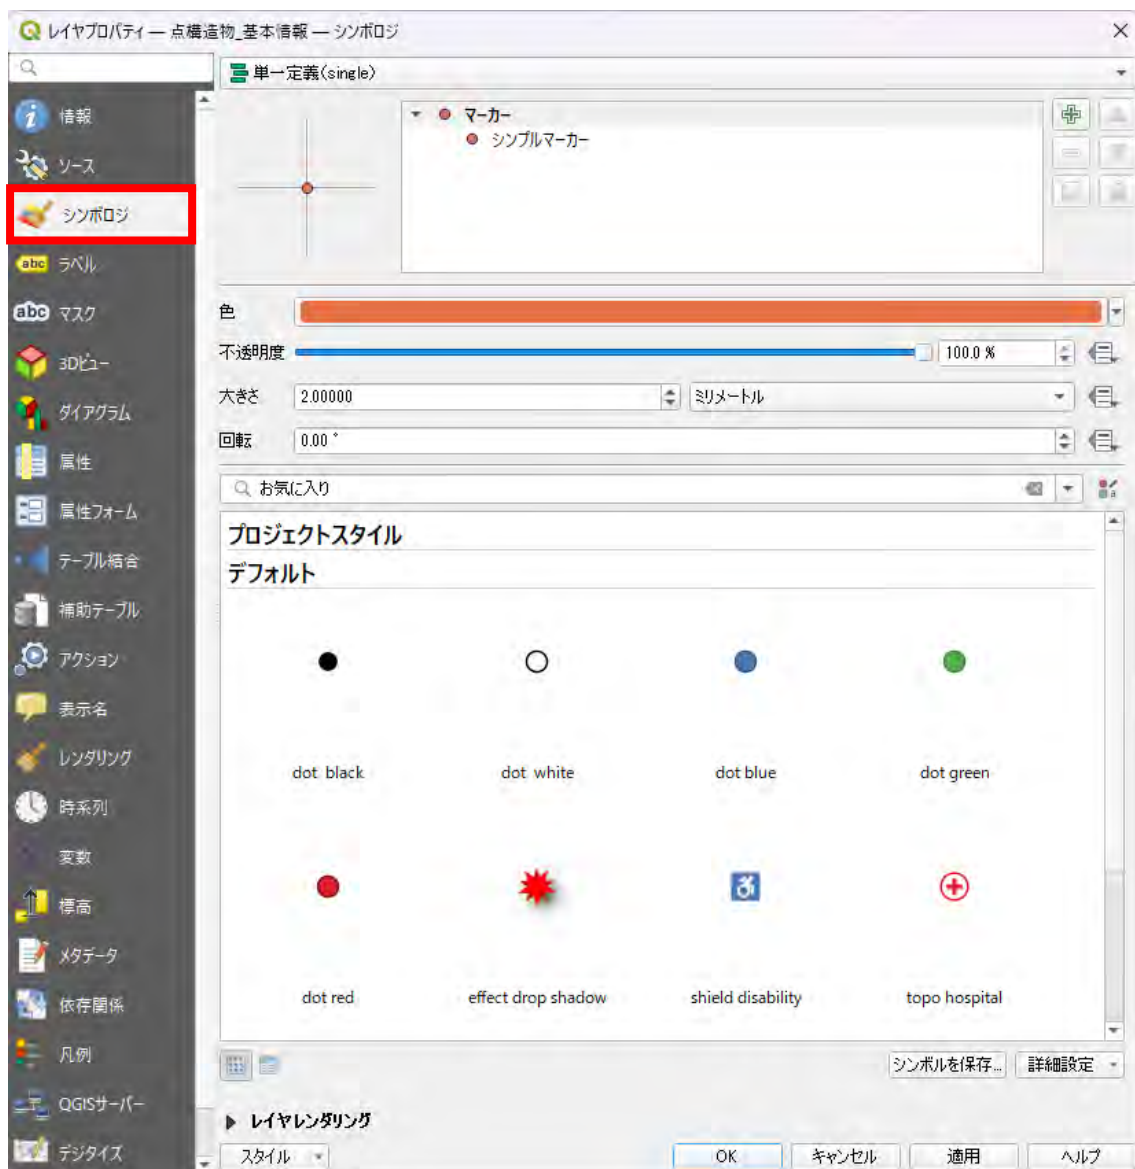 レイヤプロパティ — 点構造物_基本情報 — シンボロジ
情報
ソース
シンボロジ
abc ラベル
abc マスク
3Dビュー
ダイアグラム
属性
属性フォーム
テーブル結合
補助テーブル
アクション
表示名
レンダリング
時系列
変数
標高
メタデータ
依存関係
凡例
QGISサーバー
デジタイズ
単一定義(single)
マーカー
シンプルマーカー
色
不透明度 100.0 %
大きさ 2.00000 ミリメートル
回転 0.00 °
お気に入り
プロジェクトスタイル
デフォルト
dot black
dot white
dot blue
dot green
dot red
effect drop shadow
shield disability
topo hospital
シンボルを保存... 詳細設定
レイヤレンダリング
スタイル OK キャンセル 適用 ヘルプ